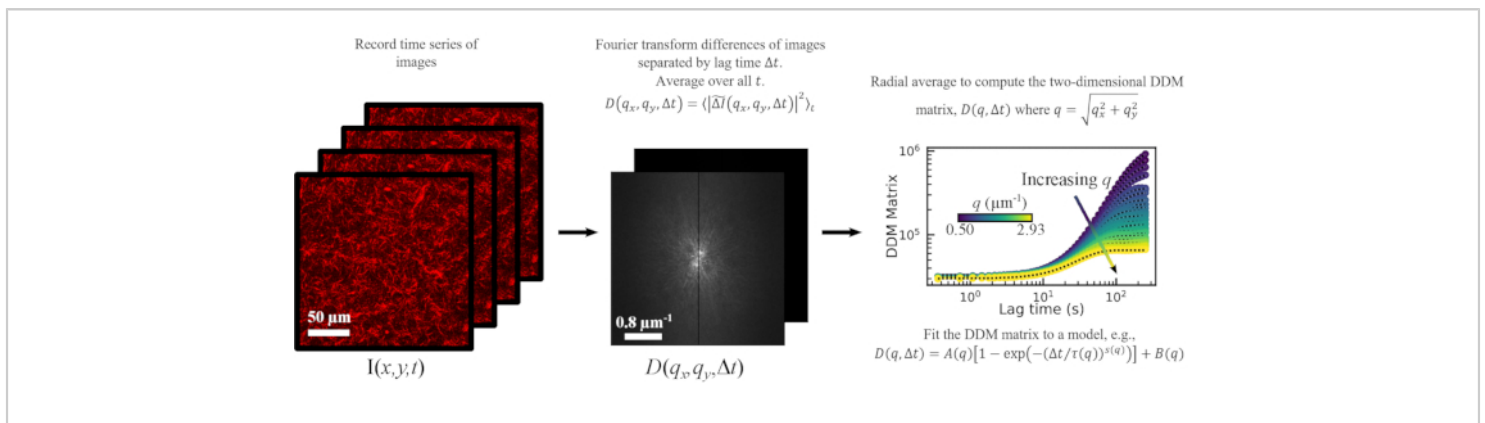 Record time series of
images
50 µm
I(x,y,t)
Fourier transform differences of images
separated by lag time Δt.
Average over all t.
D(q_x, q_y, Δt) = ⟨|ΔĨ(q_x, q_y, Δt)|²⟩_t
0.8 µm⁻¹
D(q_x,q_y,Δt)
Radial average to compute the two-dimensional DDM
matrix, D(q, Δt) where q = √(q_x² + q_y²)
10⁶
10⁵
DDM Matrix
Increasing q
q (µm⁻¹)
0.50 2.93
10⁰ 10¹ 10²
Lag time (s)
Fit the DDM matrix to a model, e.g.,
D(q, Δt) = A(q)[1 − exp(−(Δt/τ(q))^{s(q)})] + B(q)